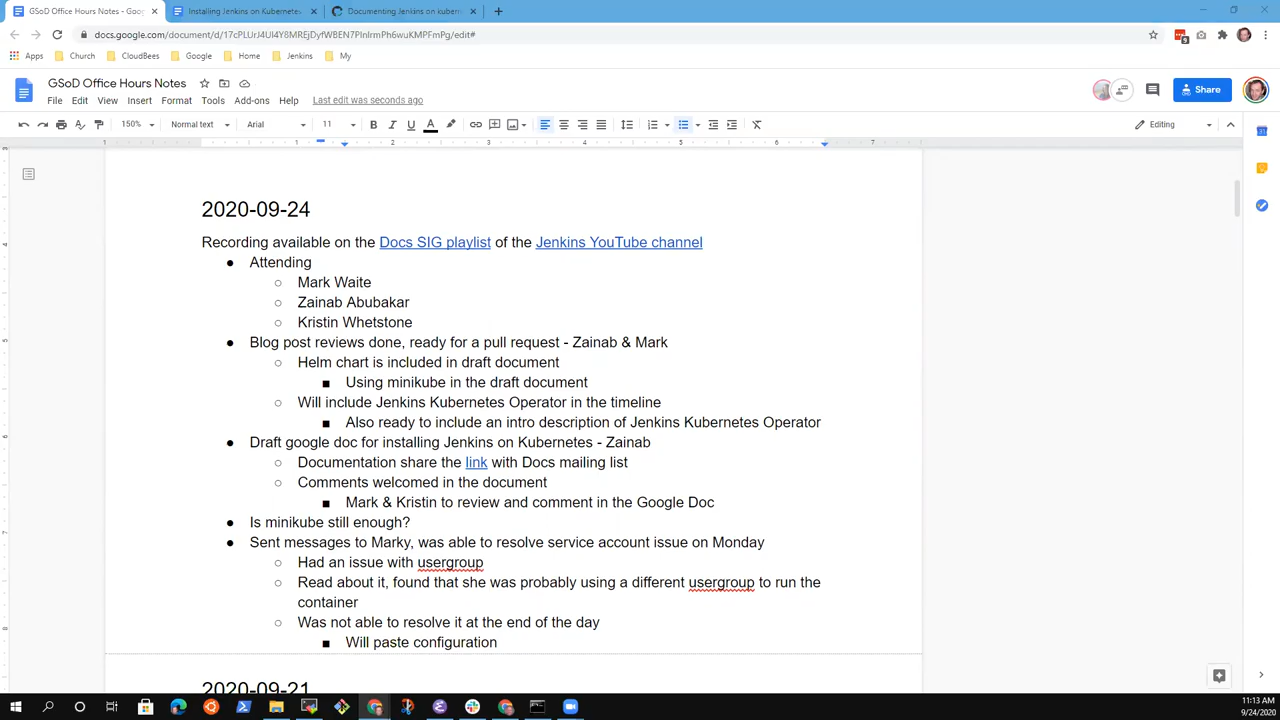 GSoD Office Hours Notes - Goog
Installing Jenkins on Kubernetes
Documenting Jenkins on kubern
docs.google.com/document/d/17cPLUrJ4UI4Y8MREjDyfWBEN7PlnlrmPh6wuKMPFmPg/edit#
Apps Church CloudBees Google Home Jenkins My
GSoD Office Hours Notes
File Edit View Insert Format Tools Add-ons Help Last edit was seconds ago
Share
150% Normal text Arial 11 Editing
1 1 2 3 4 5 6 7
2020-09-24
Recording available on the Docs SIG playlist of the Jenkins YouTube channel
● Attending
○ Mark Waite
○ Zainab Abubakar
○ Kristin Whetstone
● Blog post reviews done, ready for a pull request - Zainab & Mark
○ Helm chart is included in draft document
■ Using minikube in the draft document
○ Will include Jenkins Kubernetes Operator in the timeline
■ Also ready to include an intro description of Jenkins Kubernetes Operator
● Draft google doc for installing Jenkins on Kubernetes - Zainab
○ Documentation share the link with Docs mailing list
○ Comments welcomed in the document
■ Mark & Kristin to review and comment in the Google Doc
● Is minikube still enough?
● Sent messages to Marky, was able to resolve service account issue on Monday
○ Had an issue with usergroup
○ Read about it, found that she was probably using a different usergroup to run the
container
○ Was not able to resolve it at the end of the day
■ Will paste configuration
2020-09-21
11:13 AM
9/24/2020